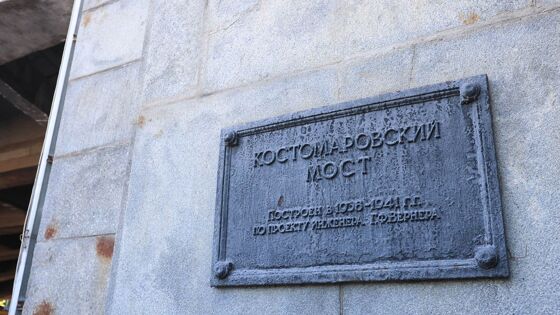 КОСТОМАРОВСКИЙ
МОСТ
ПОСТРОЕН В 1938-1941 Г.Г.
ПО ПРОЕКТУ ИНЖЕНЕРА Г.Ф.ВЕРНЕРА